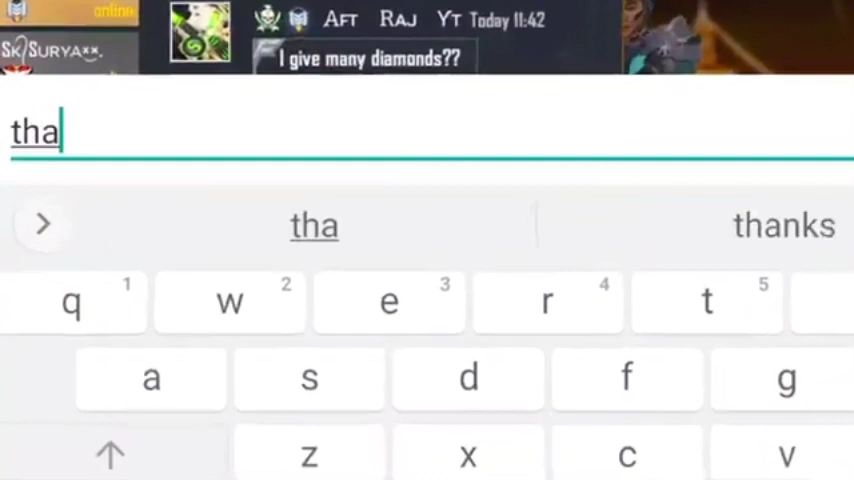 online
AFT RAJ YT Today 11:42
SK SURYAxx.
I give many diamonds??
tha
tha thanks
q 1 w 2 e 3 r 4 t 5
a s d f g
z x c v